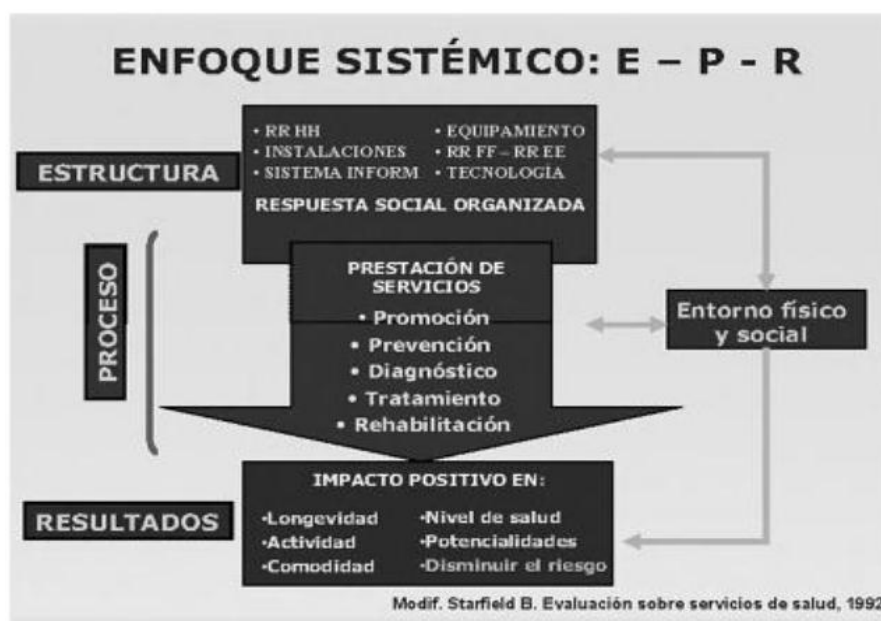 ENFOQUE SISTÉMICO: E – P - R
ESTRUCTURA
• RR HH
• INSTALACIONES
• SISTEMA INFORM
• EQUIPAMIENTO
• RR FF – RR EE
• TECNOLOGÍA
RESPUESTA SOCIAL ORGANIZADA
PROCESO
PRESTACIÓN DE
SERVICIOS
• Promoción
• Prevención
• Diagnóstico
• Tratamiento
• Rehabilitación
Entorno físico
y social
RESULTADOS
IMPACTO POSITIVO EN:
•Longevidad
•Actividad
•Comodidad
•Nivel de salud
•Potencialidades
•Disminuir el riesgo
Modif. Starfield B. Evaluación sobre servicios de salud, 1992